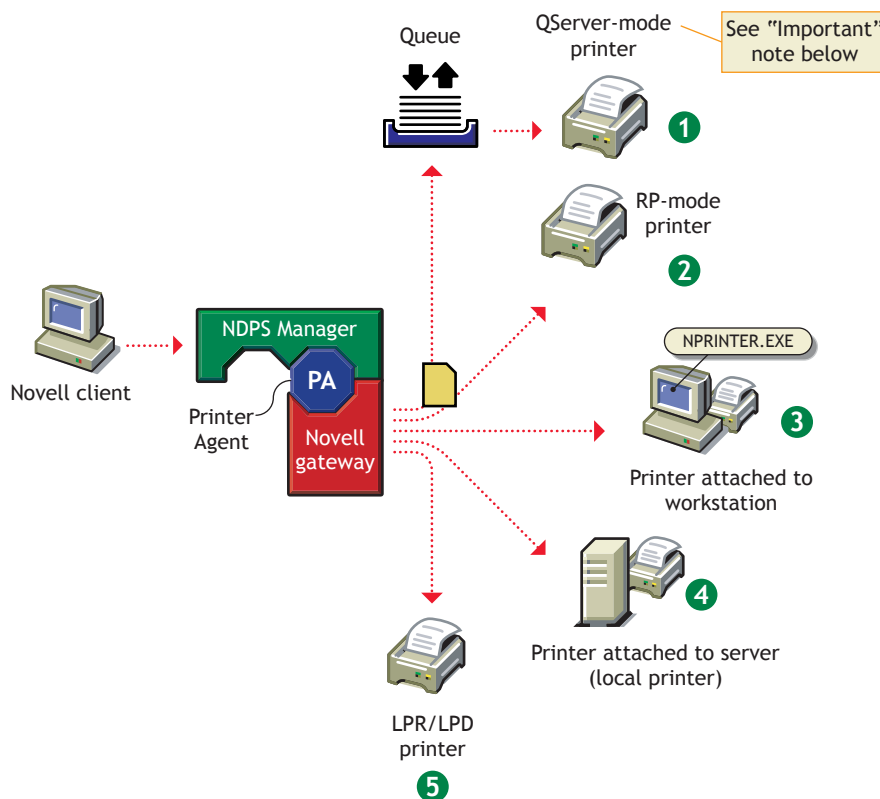 Queue
QServer-mode
printer
See "Important"
note below
1
RP-mode
printer
2
NPRINTER.EXE
Novell client
NDPS Manager
PA
Printer
Agent
Novell
gateway
3
Printer attached to
workstation
4
Printer attached to server
(local printer)
LPR/LPD
printer
5